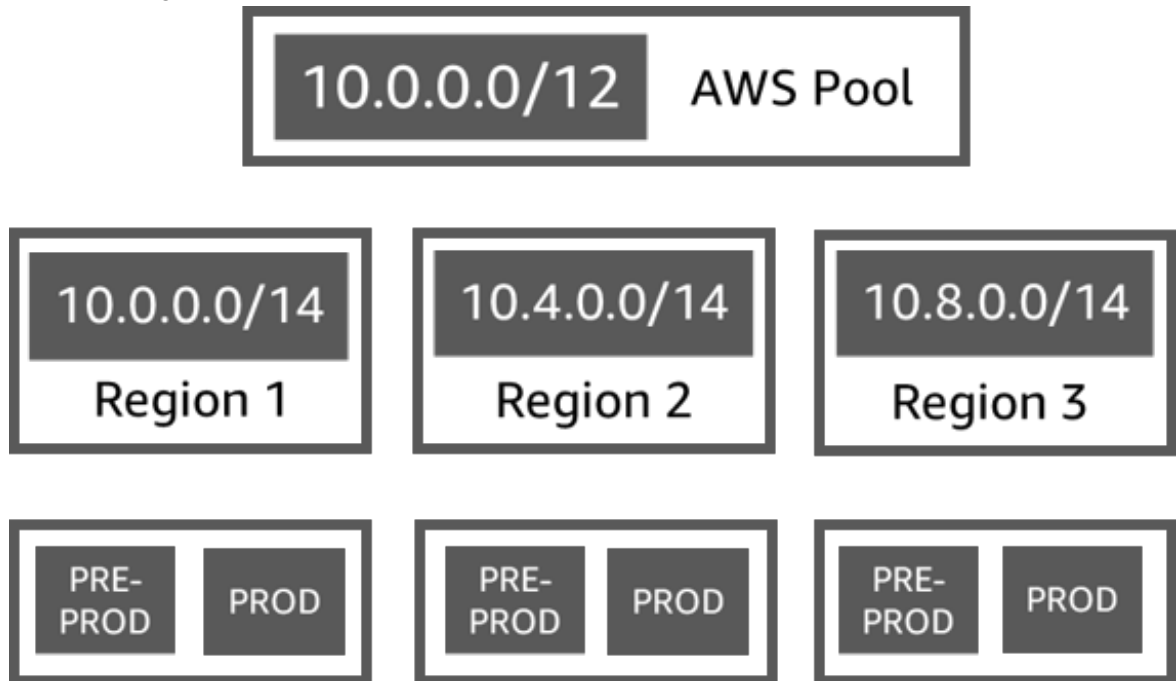 10.0.0.0/12 AWS Pool
10.0.0.0/14
Region 1
10.4.0.0/14
Region 2
10.8.0.0/14
Region 3
PRE-
PROD
PROD
PRE-
PROD
PROD
PRE-
PROD
PROD